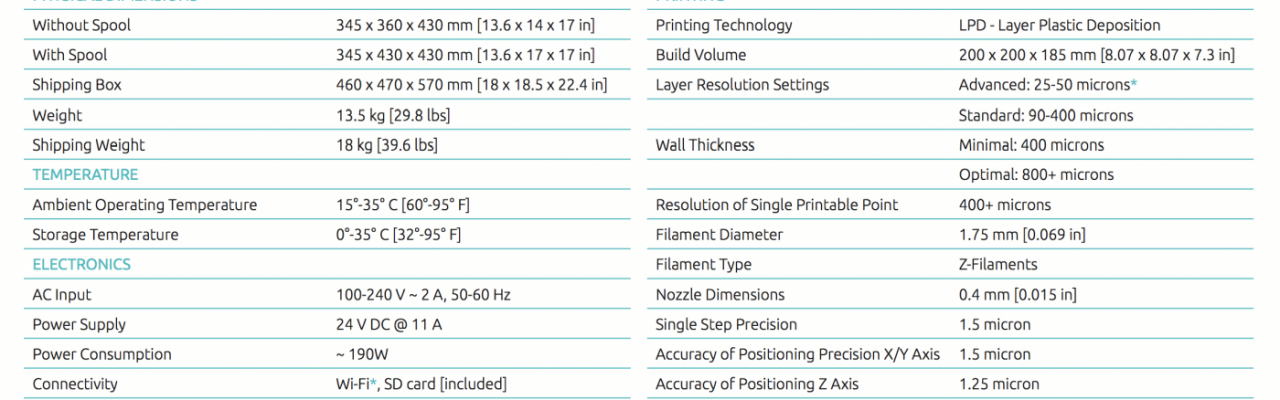 Without Spool 345 x 360 x 430 mm [13.6 x 14 x 17 in]
With Spool 345 x 430 x 430 mm [13.6 x 17 x 17 in]
Shipping Box 460 x 470 x 570 mm [18 x 18.5 x 22.4 in]
Weight 13.5 kg [29.8 lbs]
Shipping Weight 18 kg [39.6 lbs]
TEMPERATURE
Ambient Operating Temperature 15°-35° C [60°-95° F]
Storage Temperature 0°-35° C [32°-95° F]
ELECTRONICS
AC Input 100-240 V ~ 2 A, 50-60 Hz
Power Supply 24 V DC @ 11 A
Power Consumption ~ 190W
Connectivity Wi-Fi*, SD card [included]
Printing Technology LPD - Layer Plastic Deposition
Build Volume 200 x 200 x 185 mm [8.07 x 8.07 x 7.3 in]
Layer Resolution Settings Advanced: 25-50 microns*
Standard: 90-400 microns
Wall Thickness Minimal: 400 microns
Optimal: 800+ microns
Resolution of Single Printable Point 400+ microns
Filament Diameter 1.75 mm [0.069 in]
Filament Type Z-Filaments
Nozzle Dimensions 0.4 mm [0.015 in]
Single Step Precision 1.5 micron
Accuracy of Positioning Precision X/Y Axis 1.5 micron
Accuracy of Positioning Z Axis 1.25 micron